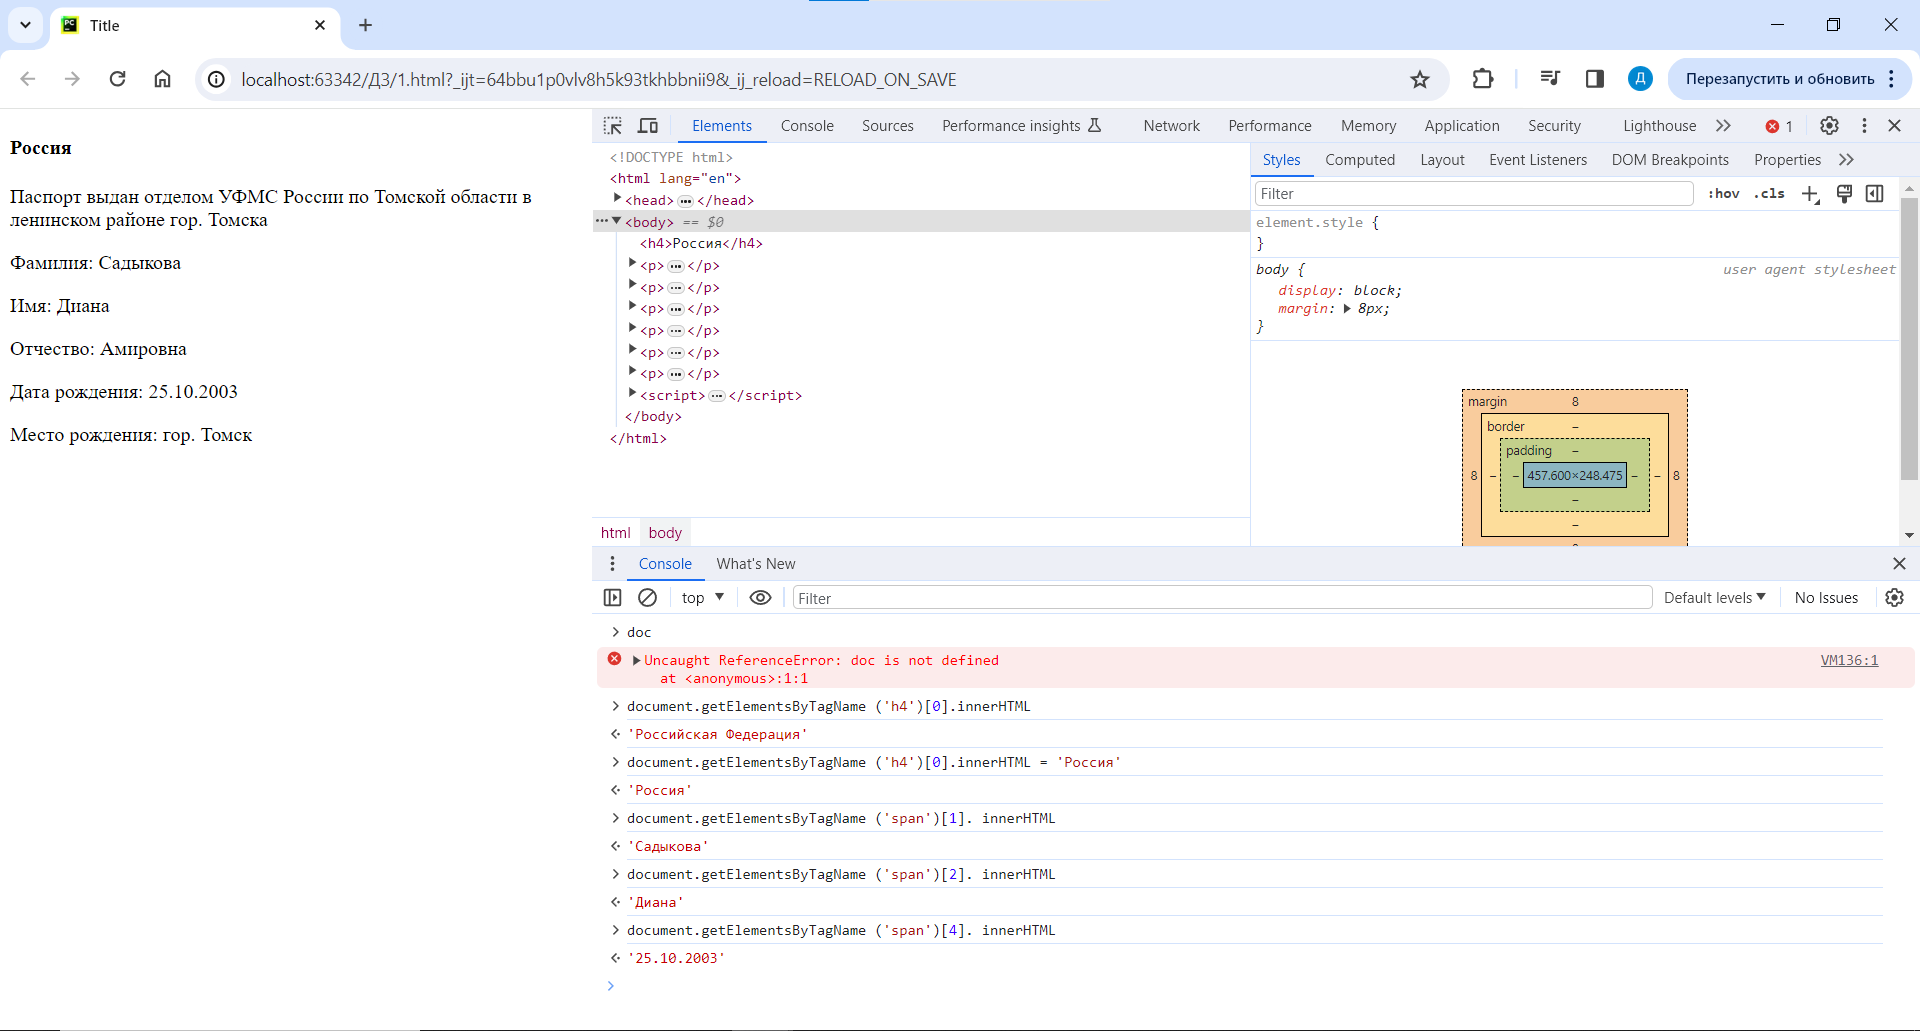 Title
localhost:63342/ДЗ/1.html?_ijt=64bbu1p0vlv8h5k93tkhbbnii9&_ij_reload=RELOAD_ON_SAVE
Д
Перезапустить и обновить
Россия
Паспорт выдан отделом УФМС России по Томской области в
ленинском районе гор. Томска
Фамилия: Садыкова
Имя: Диана
Отчество: Амировна
Дата рождения: 25.10.2003
Место рождения: гор. Томск
Elements Console Sources Performance insights Network Performance Memory Application Security Lighthouse 1
<!DOCTYPE html>
<html lang="en">
<head> ••• </head>
••• <body> == $0
<h4>Россия</h4>
<p> ••• </p>
<p> ••• </p>
<p> ••• </p>
<p> ••• </p>
<p> ••• </p>
<p> ••• </p>
<script> ••• </script>
</body>
</html>
html body
Styles Computed Layout Event Listeners DOM Breakpoints Properties
Filter :hov .cls
element.style {
}
body { user agent stylesheet
display: block;
margin: 8px;
}
margin 8
border –
padding –
8 – – 457.600×248.475 – – 8
–
–
Console What's New
top Filter Default levels No Issues
doc
Uncaught ReferenceError: doc is not defined VM136:1
at <anonymous>:1:1
document.getElementsByTagName ('h4')[0].innerHTML
'Российская Федерация'
document.getElementsByTagName ('h4')[0].innerHTML = 'Россия'
'Россия'
document.getElementsByTagName ('span')[1]. innerHTML
'Садыкова'
document.getElementsByTagName ('span')[2]. innerHTML
'Диана'
document.getElementsByTagName ('span')[4]. innerHTML
'25.10.2003'